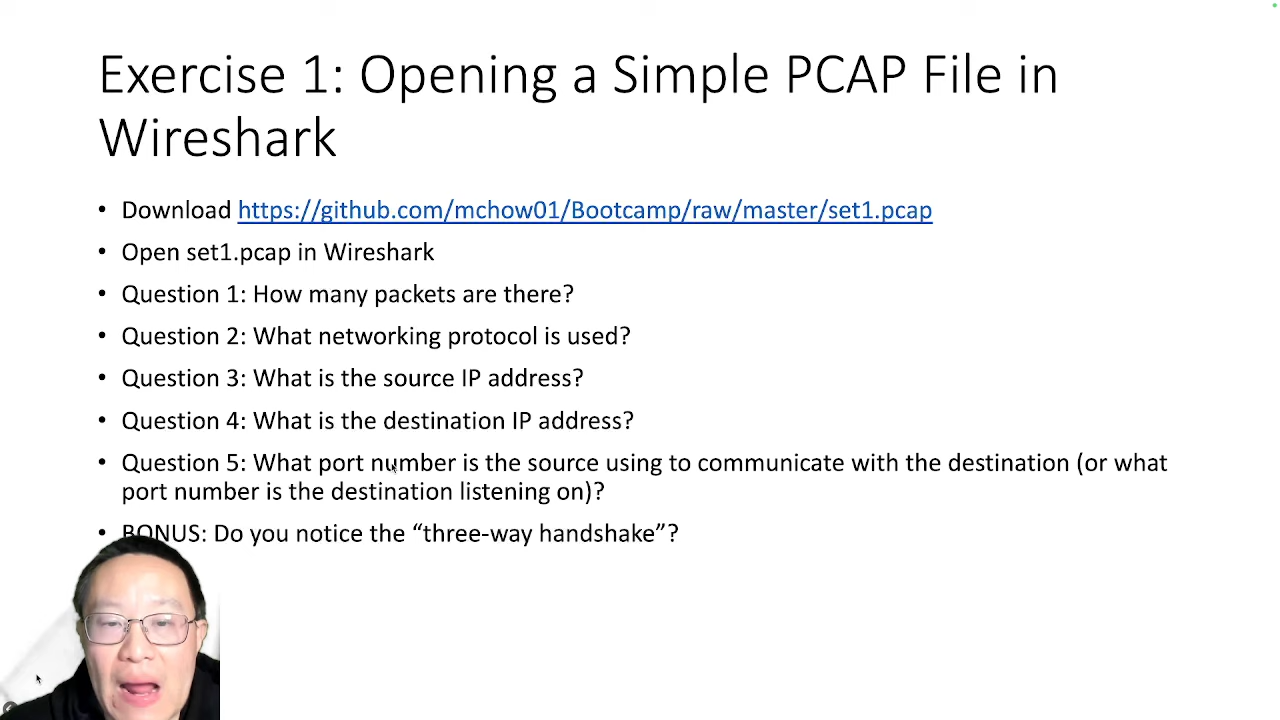 Exercise 1: Opening a Simple PCAP File in
Wireshark
• Download https://github.com/mchow01/Bootcamp/raw/master/set1.pcap
• Open set1.pcap in Wireshark
• Question 1: How many packets are there?
• Question 2: What networking protocol is used?
• Question 3: What is the source IP address?
• Question 4: What is the destination IP address?
• Question 5: What port number is the source using to communicate with the destination (or what
port number is the destination listening on)?
• BONUS: Do you notice the “three-way handshake”?